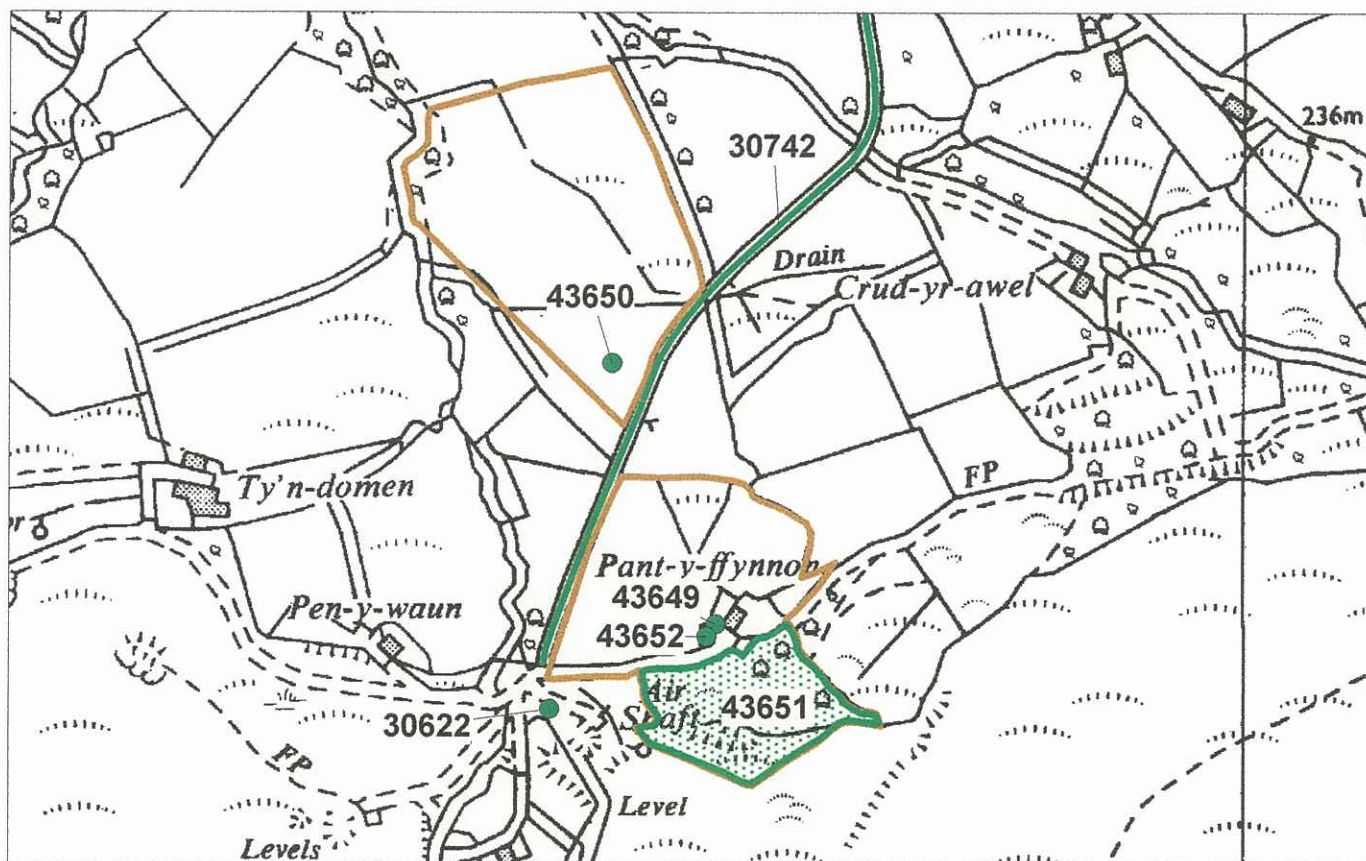 236m
30742
Drain
Crud-yr-awel
43650
FP
Ty'n-domen
Pant-y-ffynnon
43649
Pen-y-waun
43652
Air
Shaft
43651
30622
FP
Level
Levels